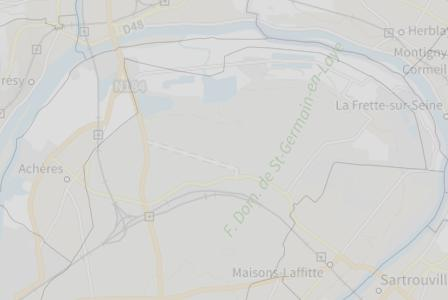 D48
Herbla
Montigny
Cormeil
résy
N184
La Frette-sur-Seine
Achères
F. Dom. de St-Germain-en-Laye
Maisons-Laffitte
Sartrouvill